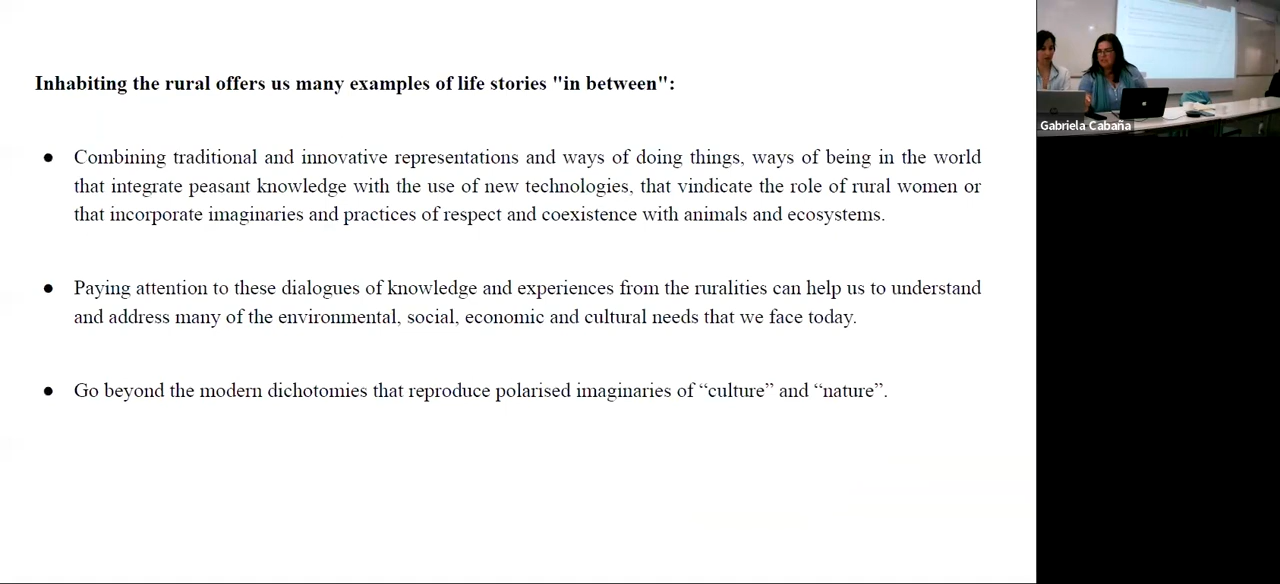 Inhabiting the rural offers us many examples of life stories "in between":
● Combining traditional and innovative representations and ways of doing things, ways of being in the world
that integrate peasant knowledge with the use of new technologies, that vindicate the role of rural women or
that incorporate imaginaries and practices of respect and coexistence with animals and ecosystems.
● Paying attention to these dialogues of knowledge and experiences from the ruralities can help us to understand
and address many of the environmental, social, economic and cultural needs that we face today.
● Go beyond the modern dichotomies that reproduce polarised imaginaries of “culture” and “nature”.
Gabriela Cabaña